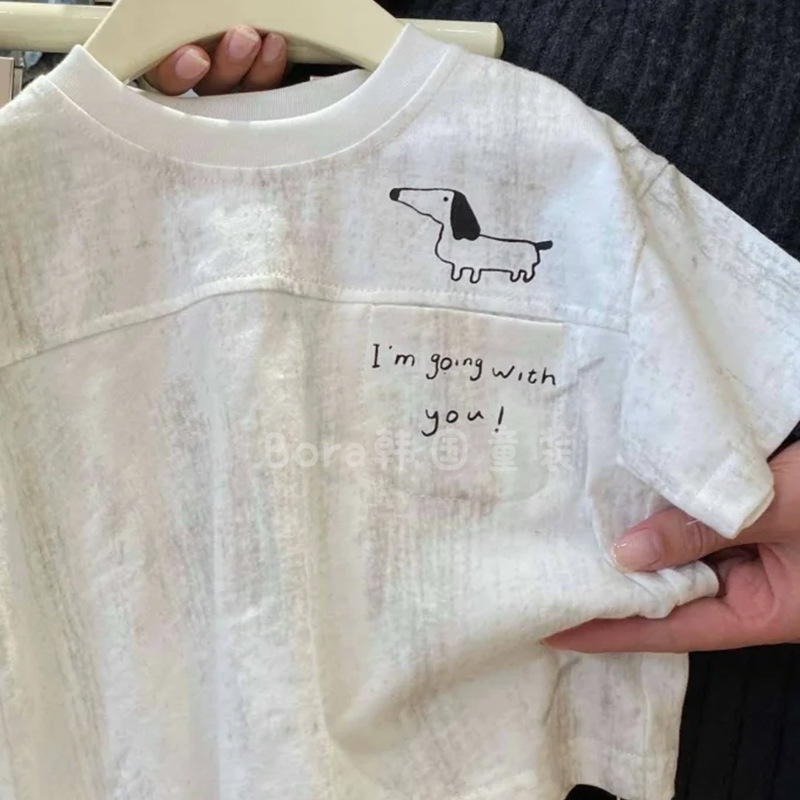 I'm going with
you!
Bora韩国童装